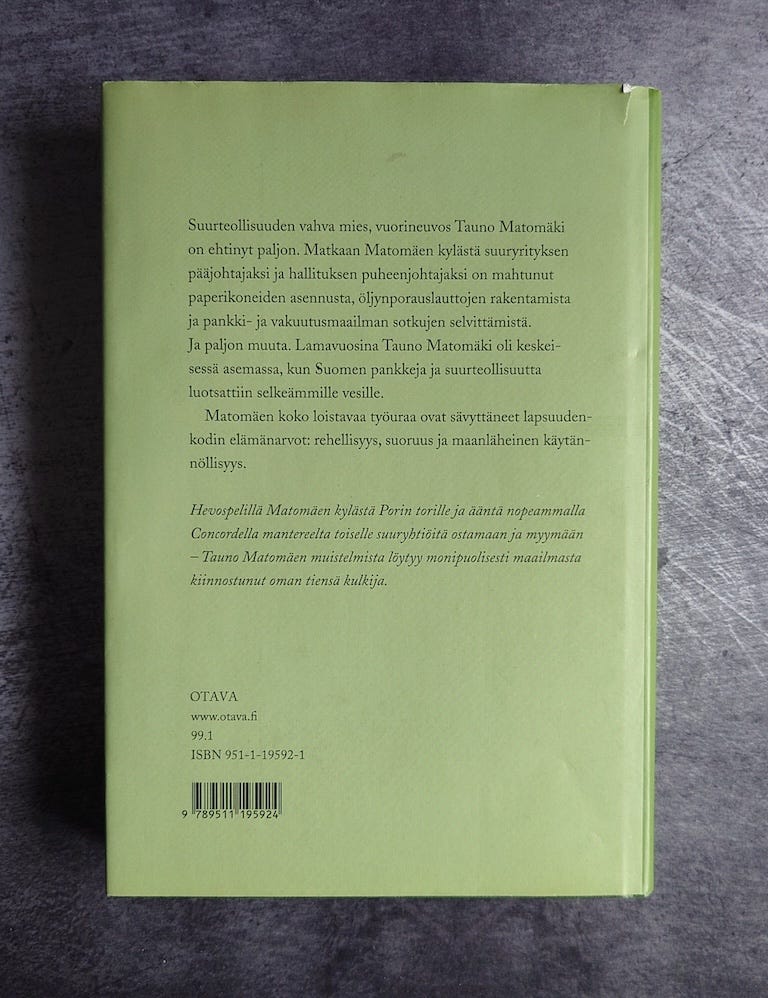 Suurteollisuuden vahva mies, vuorineuvos Tauno Matomäki
on ehtinyt paljon. Matkaan Matomäen kylästä suuryrityksen
pääjohtajaksi ja hallituksen puheenjohtajaksi on mahtunut
paperikoneiden asennusta, öljynporauslauttojen rakentamista
ja pankki- ja vakuutusmaailman sotkujen selvittämistä.
Ja paljon muuta. Lamavuosina Tauno Matomäki oli keskei-
sessä asemassa, kun Suomen pankkeja ja suurteollisuutta
luotsattiin selkeämmille vesille.
Matomäen koko loistavaa työuraa ovat sävyttäneet lapsuuden-
kodin elämänarvot: rehellisyys, suoruus ja maanläheinen käytän-
nöllisyys.
Hevospelillä Matomäen kylästä Porin torille ja ääntä nopeammalla
Concordella mantereelta toiselle suuryhtiöitä ostamaan ja myymään
– Tauno Matomäen muistelmista löytyy monipuolisesti maailmasta
kiinnostunut oman tiensä kulkija.
OTAVA
www.otava.fi
99.1
ISBN 951-1-19592-1
9 789511 195924